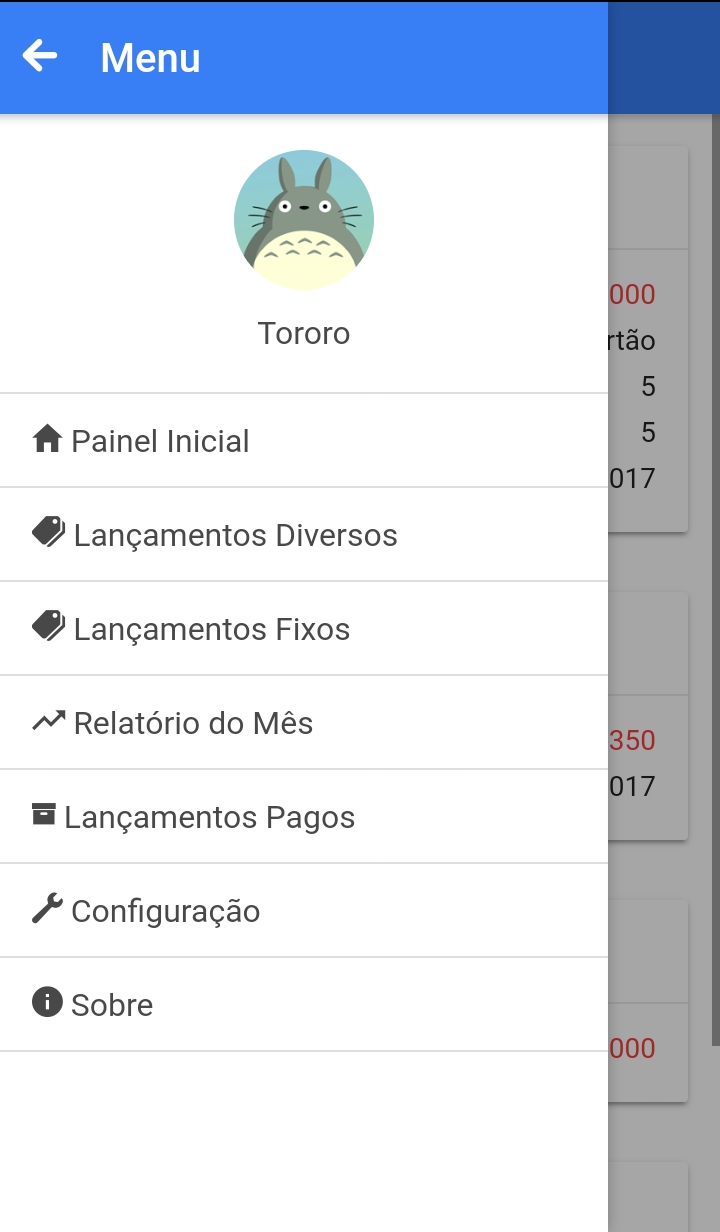 Menu
Tororo
Painel Inicial
Lançamentos Diversos
Lançamentos Fixos
Relatório do Mês
Lançamentos Pagos
Configuração
Sobre
000
rtão
5
5
017
350
017
000